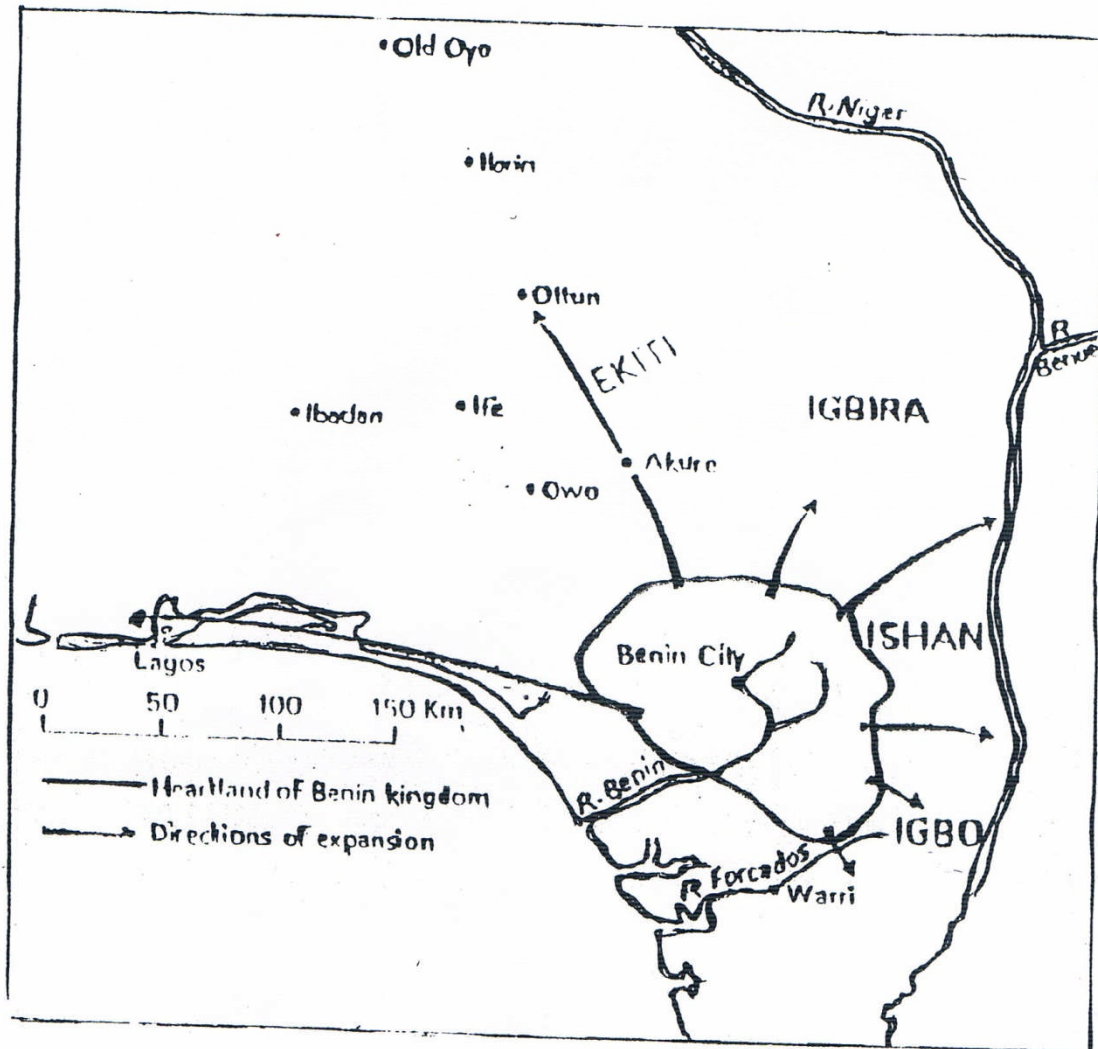 Old Oyo
R. Niger
Ilorin
Oltun
R
Benue
EKITI
IGBIRA
Ibadan
Ife
Akure
Owo
ISHAN
Benin City
Lagos
0 50 100 150 Km
R. Benin
Heartland of Benin kingdom
Directions of expansion
IGBO
R Forcados
Warri